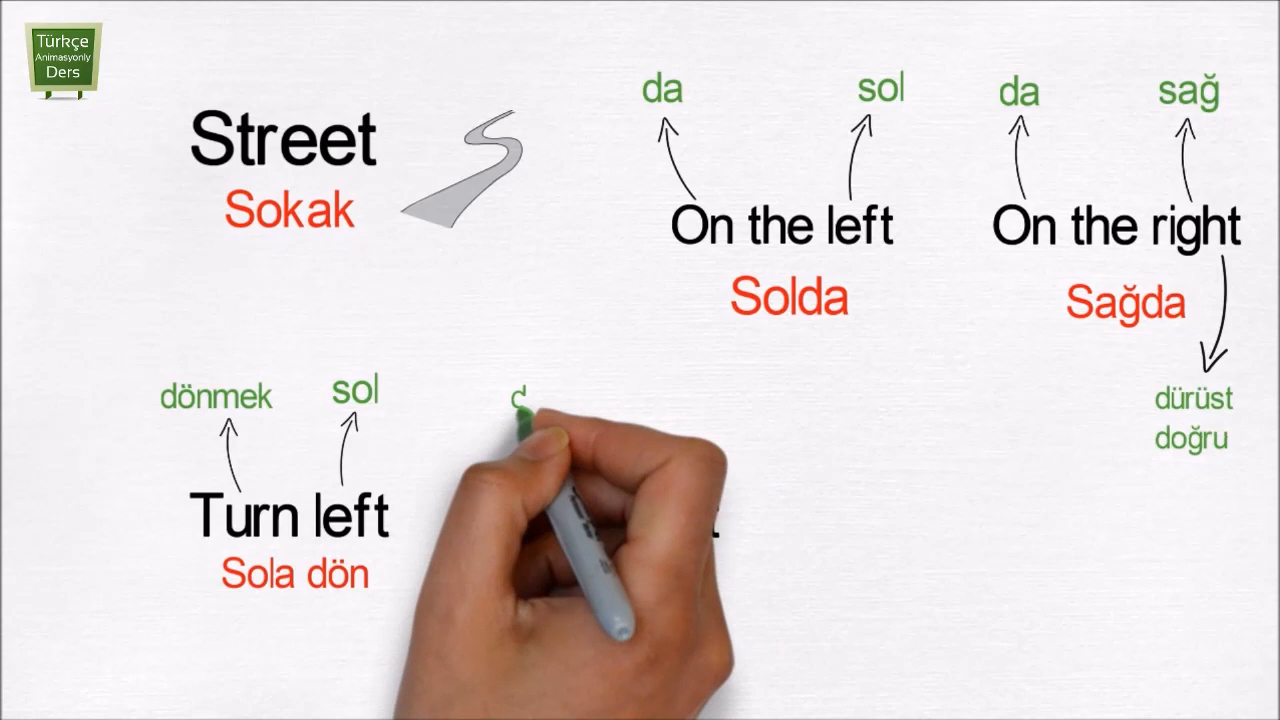 Türkçe
Animasyonly
Ders
Street
Sokak
da
sol
On the left
Solda
da
sağ
On the right
Sağda
dürüst
doğru
dönmek
sol
Turn left
Sola dön